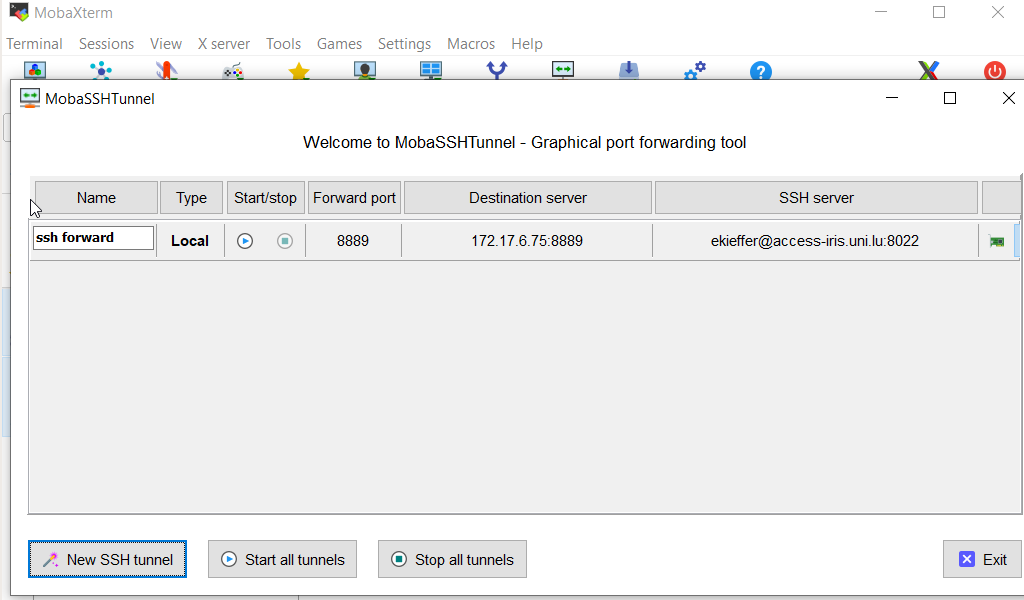 MobaXterm
Terminal Sessions View X server Tools Games Settings Macros Help
MobaSSHTunnel
Welcome to MobaSSHTunnel - Graphical port forwarding tool
Name Type Start/stop Forward port Destination server SSH server
ssh forward Local 8889 172.17.6.75:8889 ekieffer@access-iris.uni.lu:8022
New SSH tunnel Start all tunnels Stop all tunnels Exit